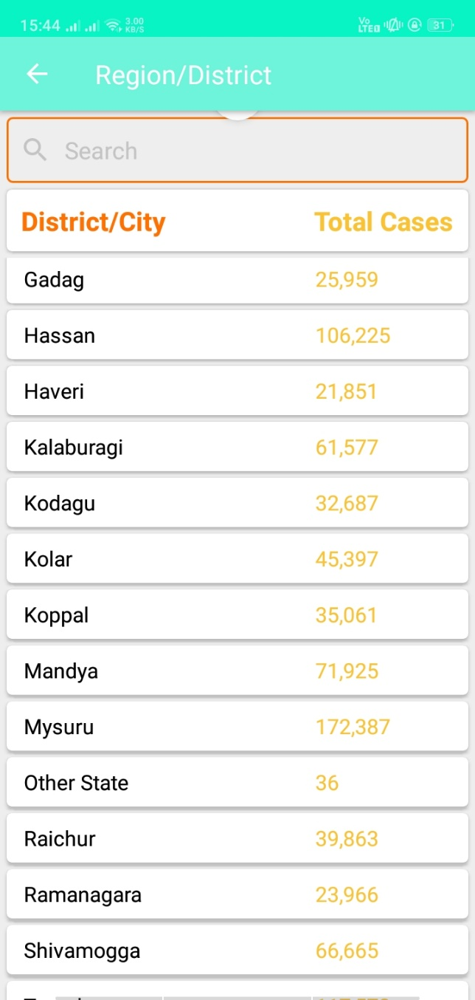 15:44 3.00 KB/S Vo LTE 31
Region/District
Search
District/City Total Cases
Gadag 25,959
Hassan 106,225
Haveri 21,851
Kalaburagi 61,577
Kodagu 32,687
Kolar 45,397
Koppal 35,061
Mandya 71,925
Mysuru 172,387
Other State 36
Raichur 39,863
Ramanagara 23,966
Shivamogga 66,665